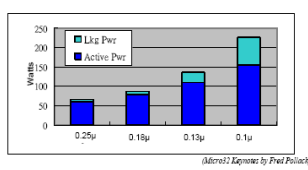 250
200
150
100
50
0
Watts
Lkg Pwr
Active Pwr
0.25µ
0.18µ
0.13µ
0.1µ
(Micro32 Keynotes by Fred Pollack)